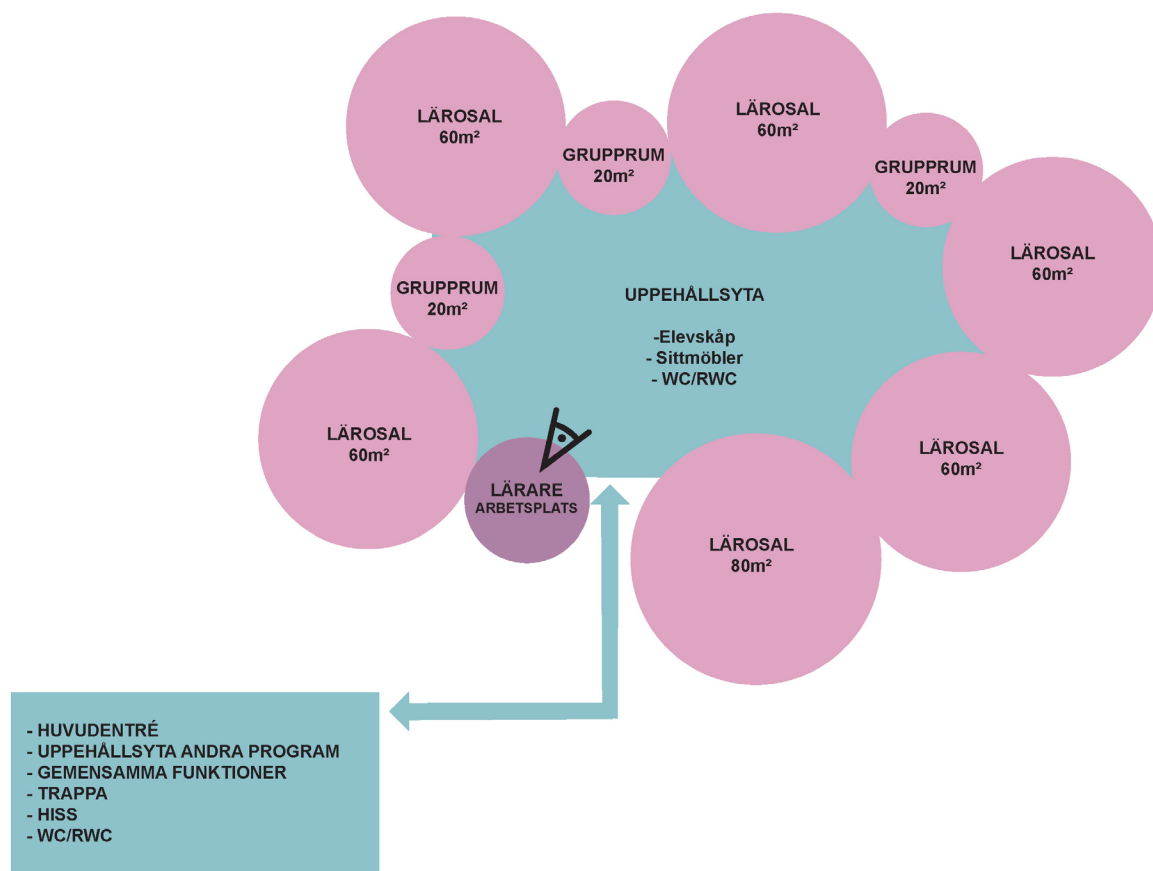 LÄROSAL
60m²
GRUPPRUM
20m²
LÄROSAL
60m²
GRUPPRUM
20m²
LÄROSAL
60m²
GRUPPRUM
20m²
UPPEHÅLLSYTA
-Elevskåp
- Sittmöbler
- WC/RWC
LÄROSAL
60m²
LÄRARE
ARBETSPLATS
LÄROSAL
60m²
LÄROSAL
80m²
- HUVUDENTRÉ
- UPPEHÅLLSYTA ANDRA PROGRAM
- GEMENSAMMA FUNKTIONER
- TRAPPA
- HISS
- WC/RWC